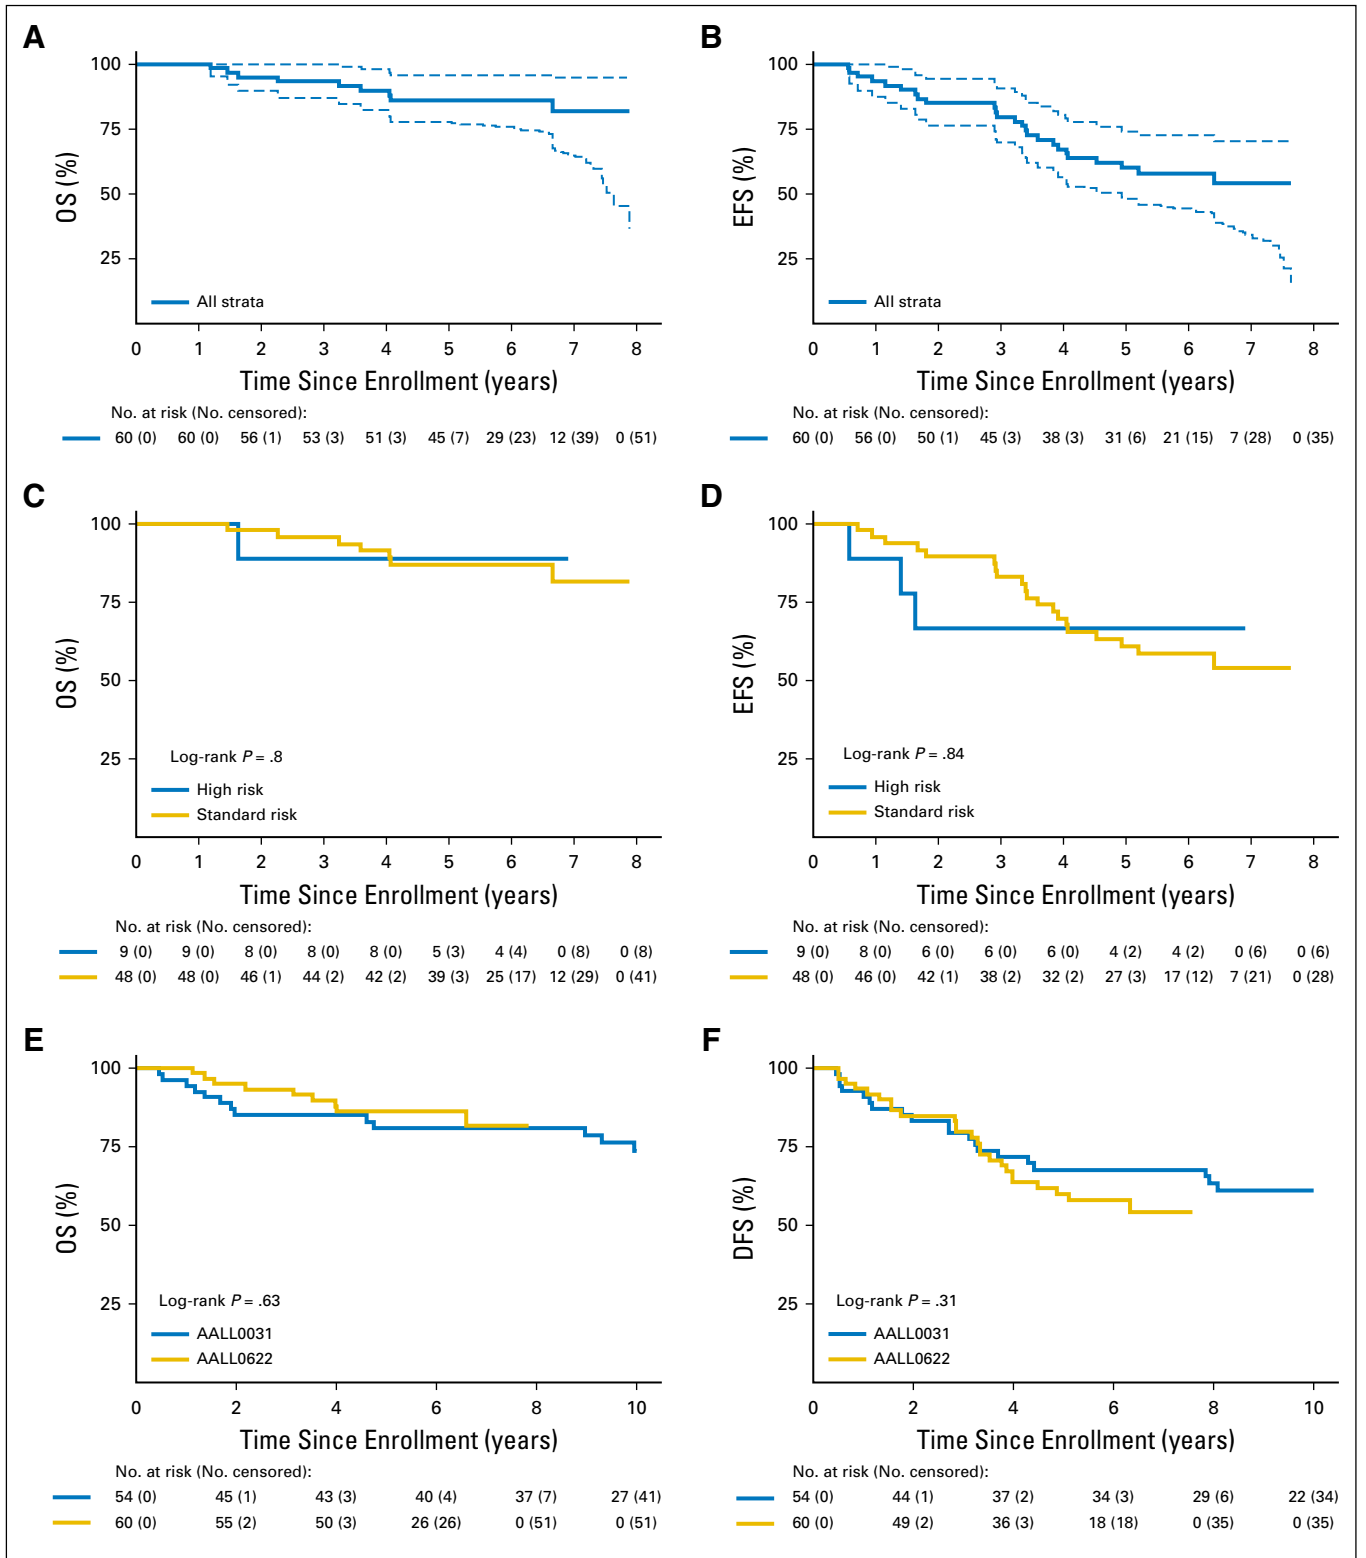 A
OS (%)
100
75
50
25
All strata
0 1 2 3 4 5 6 7 8
Time Since Enrollment (years)
No. at risk (No. censored):
60 (0) 60 (0) 56 (1) 53 (3) 51 (3) 45 (7) 29 (23) 12 (39) 0 (51)
B
EFS (%)
100
75
50
25
All strata
0 1 2 3 4 5 6 7 8
Time Since Enrollment (years)
No. at risk (No. censored):
60 (0) 56 (0) 50 (1) 45 (3) 38 (3) 31 (6) 21 (15) 7 (28) 0 (35)
C
OS (%)
100
75
50
25
Log-rank P = .8
High risk
Standard risk
0 1 2 3 4 5 6 7 8
Time Since Enrollment (years)
No. at risk (No. censored):
9 (0) 9 (0) 8 (0) 8 (0) 8 (0) 5 (3) 4 (4) 0 (8) 0 (8)
48 (0) 48 (0) 46 (1) 44 (2) 42 (2) 39 (3) 25 (17) 12 (29) 0 (41)
D
EFS (%)
100
75
50
25
Log-rank P = .84
High risk
Standard risk
0 1 2 3 4 5 6 7 8
Time Since Enrollment (years)
No. at risk (No. censored):
9 (0) 8 (0) 6 (0) 6 (0) 6 (0) 4 (2) 4 (2) 0 (6) 0 (6)
48 (0) 46 (0) 42 (1) 38 (2) 32 (2) 27 (3) 17 (12) 7 (21) 0 (28)
E
OS (%)
100
75
50
25
Log-rank P = .63
AALL0031
AALL0622
0 2 4 6 8 10
Time Since Enrollment (years)
No. at risk (No. censored):
54 (0) 45 (1) 43 (3) 40 (4) 37 (7) 27 (41)
60 (0) 55 (2) 50 (3) 26 (26) 0 (51) 0 (51)
F
DFS (%)
100
75
50
25
Log-rank P = .31
AALL0031
AALL0622
0 2 4 6 8 10
Time Since Enrollment (years)
No. at risk (No. censored):
54 (0) 44 (1) 37 (2) 34 (3) 29 (6) 22 (34)
60 (0) 49 (2) 36 (3) 18 (18) 0 (35) 0 (35)